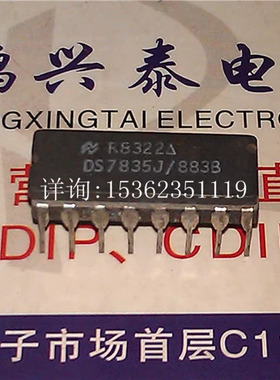 鸿兴泰电
GXINGTAI ELECTRO
R8322Δ
DS7835J/883B
详询:15362351119
DIP、CDI
子市场首层C1